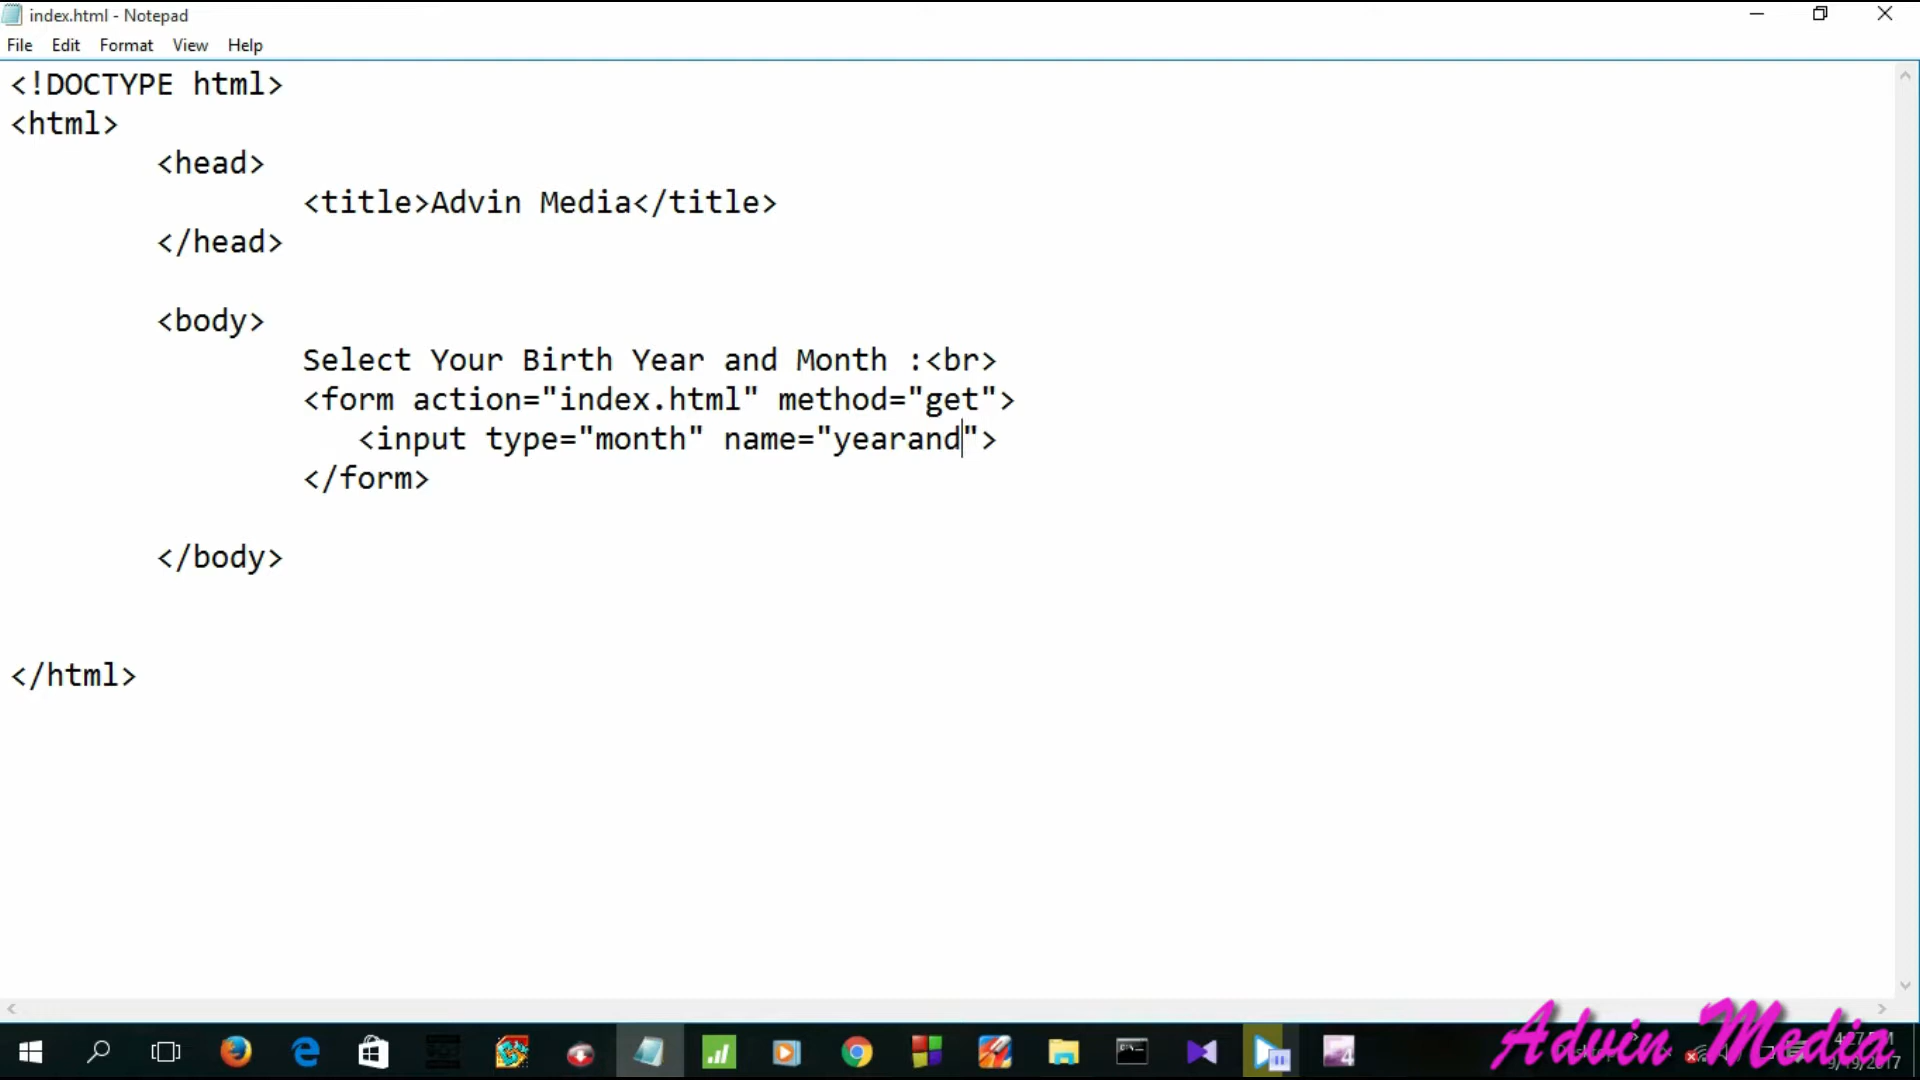 index.html - Notepad
File Edit Format View Help
<!DOCTYPE html>
<html>
<head>
<title>Advin Media</title>
</head>
<body>
Select Your Birth Year and Month :<br>
<form action="index.html" method="get">
<input type="month" name="yearand">
</form>
</body>
</html>
Advin Media